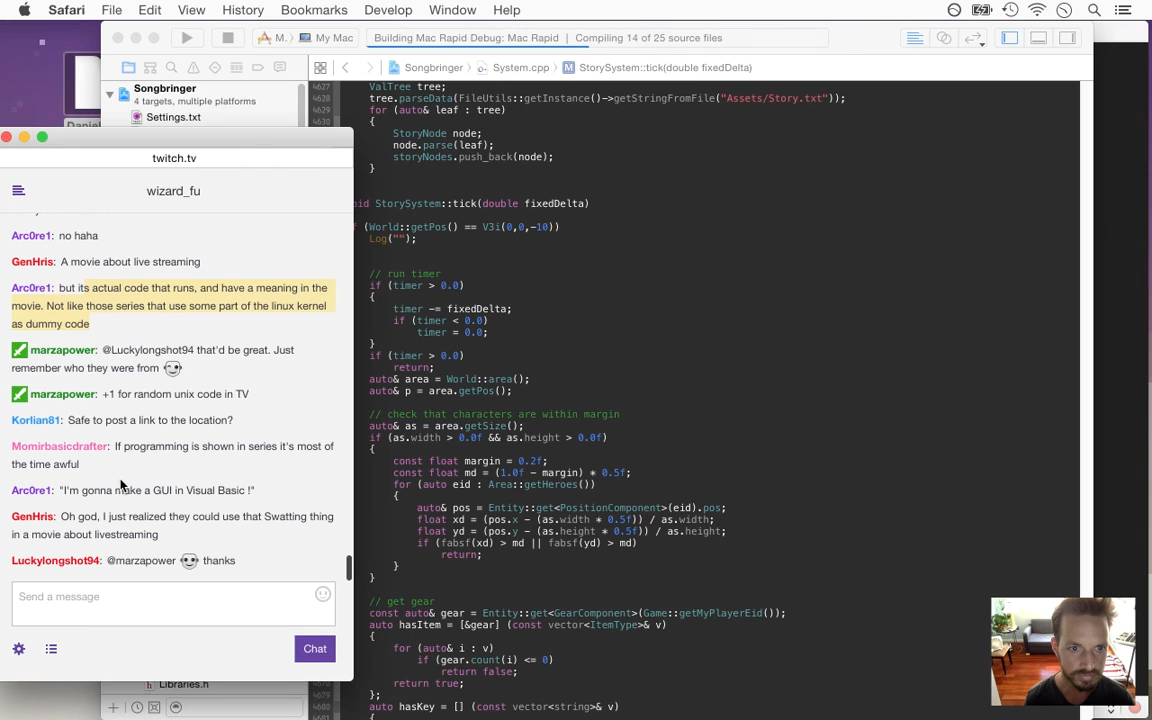 Safari File Edit View History Bookmarks Develop Window Help
M. My Mac Building Mac Rapid Debug: Mac Rapid | Compiling 14 of 25 source files
Songbringer System.cpp StorySystem::tick(double fixedDelta)
Songbringer
4 targets, multiple platforms
Settings.txt
twitch.tv
wizard_fu
Arc0re1: no haha
GenHris: A movie about live streaming
Arc0re1: but its actual code that runs, and have a meaning in the
movie. Not like those series that use some part of the linux kernel
as dummy code
marzapower: @Luckylongshot94 that'd be great. Just
remember who they were from
marzapower: +1 for random unix code in TV
Korlian81: Safe to post a link to the location?
Momirbasicdrafter: If programming is shown in series it's most of
the time awful
Arc0re1: "I'm gonna make a GUI in Visual Basic !"
GenHris: Oh god, I just realized they could use that Swatting thing
in a movie about livestreaming
Luckylongshot94: @marzapower thanks
Send a message
Chat
Libraries.h
4627 ValTree tree;
4628 tree.parseData(FileUtils::getInstance()->getStringFromFile("Assets/Story.txt"));
4629 for (auto& leaf : tree)
4630 {
StoryNode node;
node.parse(leaf);
storyNodes.push_back(node);
}
oid StorySystem::tick(double fixedDelta)
f (World::getPos() == V3i(0,0,-10))
Log("");
// run timer
if (timer > 0.0)
{
timer -= fixedDelta;
if (timer < 0.0)
timer = 0.0;
}
if (timer > 0.0)
return;
auto& area = World::area();
auto& p = area.getPos();
// check that characters are within margin
auto& as = area.getSize();
if (as.width > 0.0f && as.height > 0.0f)
{
const float margin = 0.2f;
const float md = (1.0f - margin) * 0.5f;
for (auto eid : Area::getHeroes())
{
auto& pos = Entity::get<PositionComponent>(eid).pos;
float xd = (pos.x - (as.width * 0.5f)) / as.width;
float yd = (pos.y - (as.height * 0.5f)) / as.height;
if (fabsf(xd) > md || fabsf(yd) > md)
return;
}
}
// get gear
const auto& gear = Entity::get<GearComponent>(Game::getMyPlayerEid());
auto hasItem = [&gear] (const vector<ItemType>& v)
{
for (auto& i : v)
if (gear.count(i) <= 0)
return false;
4678 return true;
4679 };
4680 auto hasKey = [] (const vector<string>& v)
4681 {